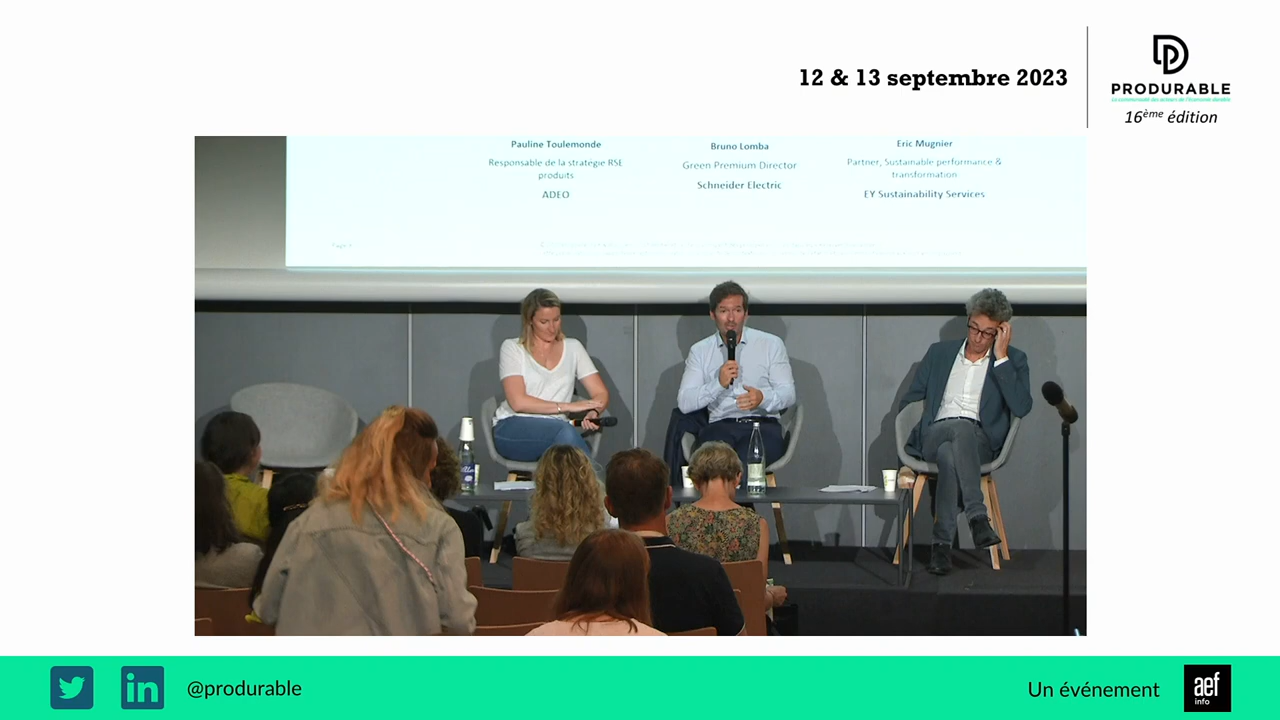 12 & 13 septembre 2023
PRODURABLE
16ème édition
Pauline Toulemonde
Responsable de la stratégie RSE
produits
ADEO
Bruno Lomba
Green Premium Director
Schneider Electric
Eric Mugnier
Partner, Sustainable performance &
transformation
EY Sustainability Services
in
@produrable
Un événement
aef
info